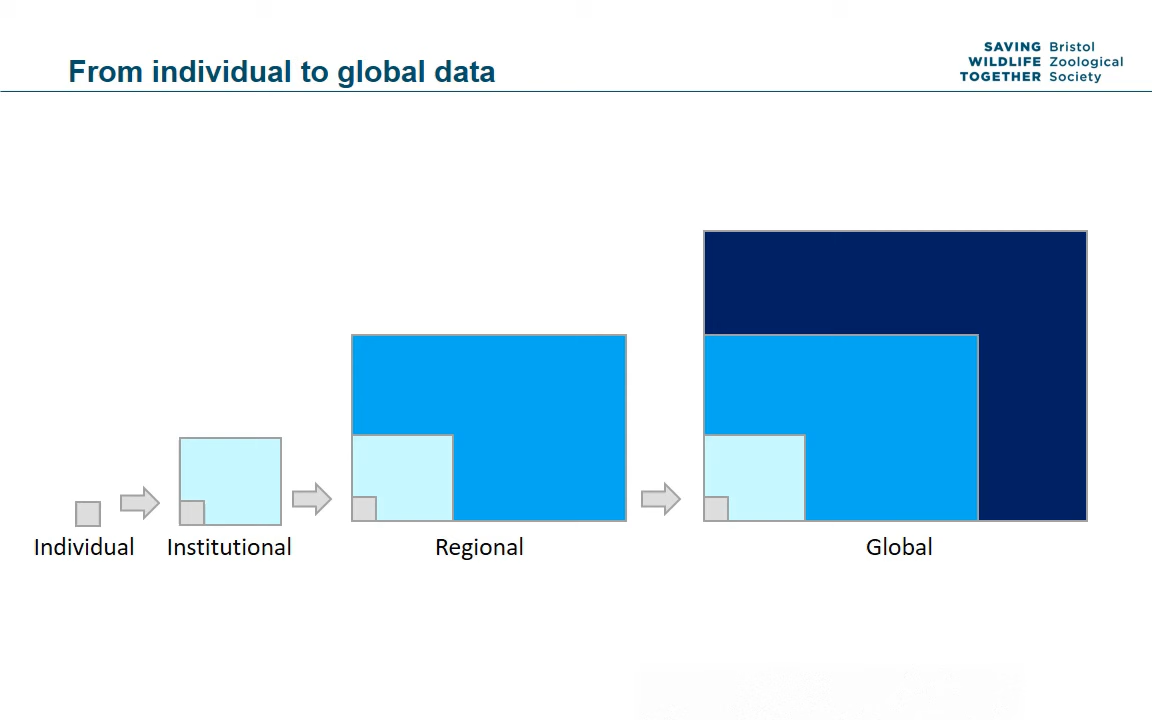 From individual to global data
SAVING Bristol
WILDLIFE Zoological
TOGETHER Society
Individual
Institutional
Regional
Global